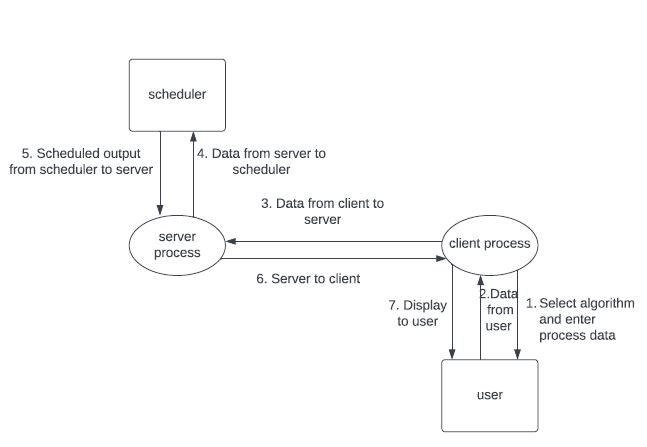 scheduler
5. Scheduled output
from scheduler to server
4. Data from server to
scheduler
3. Data from client to
server
server
process
client process
6. Server to client
7. Display
to user
2.Data
from
user
1. Select algorithm
and enter
process data
user